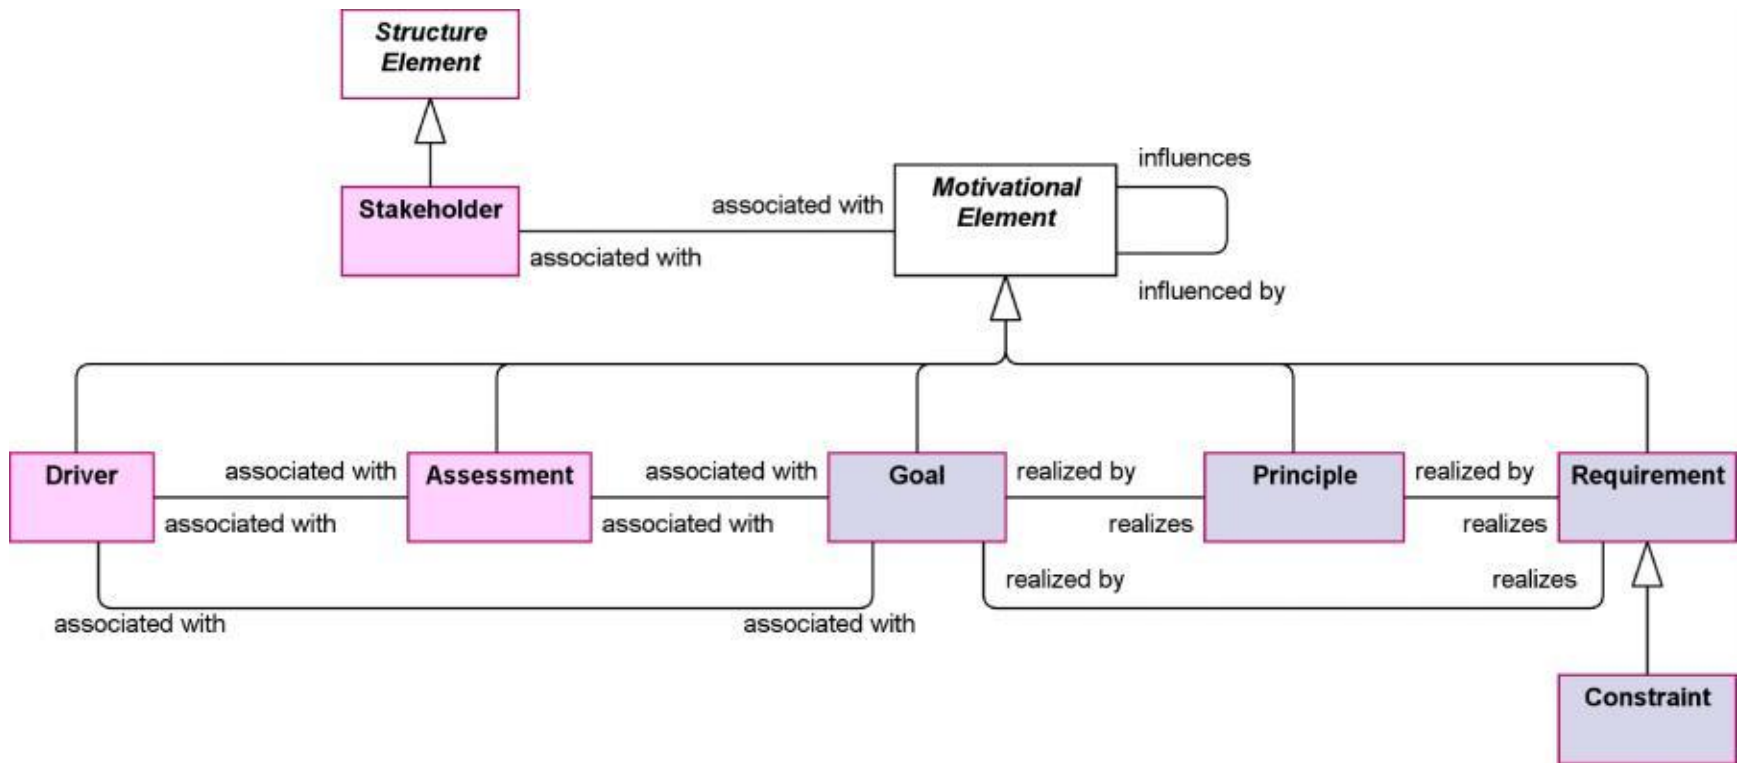 Structure
Element
influences
Stakeholder
associated with
Motivational
Element
associated with
influenced by
Driver
associated with
Assessment
associated with
Goal
realized by
Principle
realized by
Requirement
associated with
associated with
realizes
realizes
realized by
realizes
associated with
associated with
Constraint